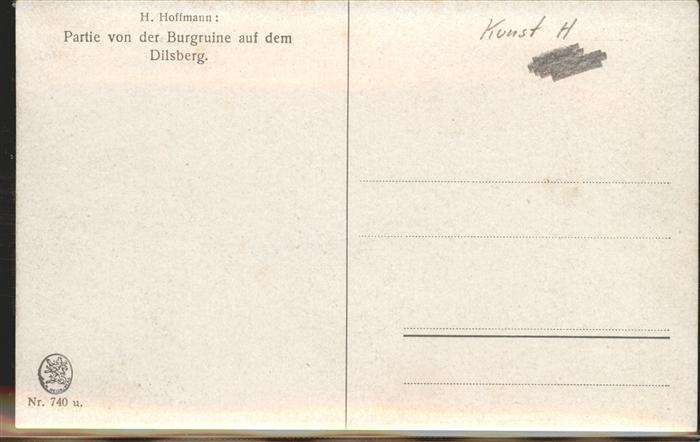 H. Hoffmann:
Partie von der Burgruine auf dem
Dilsberg.
Kunst H
Nr. 740 u.